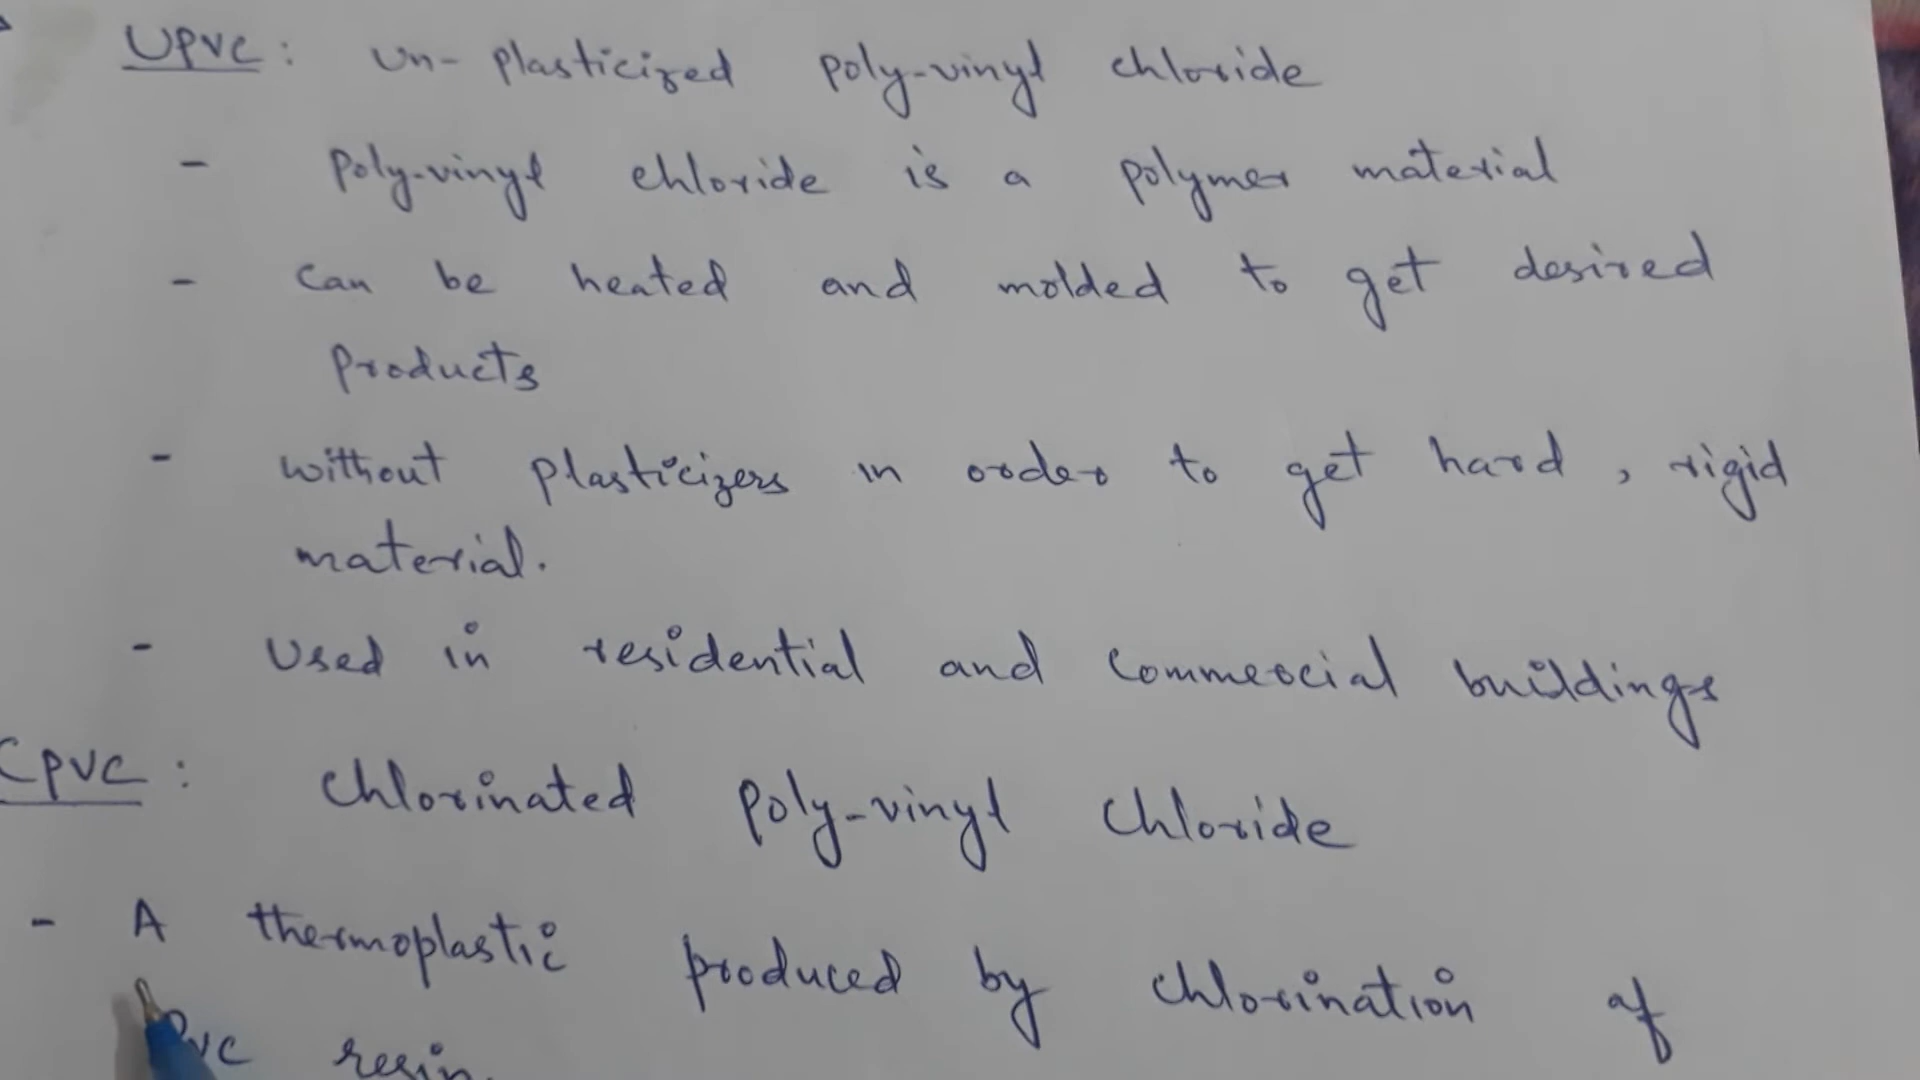 UPVC : Un-plasticized poly-vinyl chloride
- Poly-vinyl chloride is a polymer material
- Can be heated and molded to get desired
Products
- without plasticizers in order to get hard, rigid
material.
- Used in residential and Commercial buildings
CPVC : Chlorinated poly-vinyl Chloride
- A thermoplastic produced by chlorination of
PVC resin.